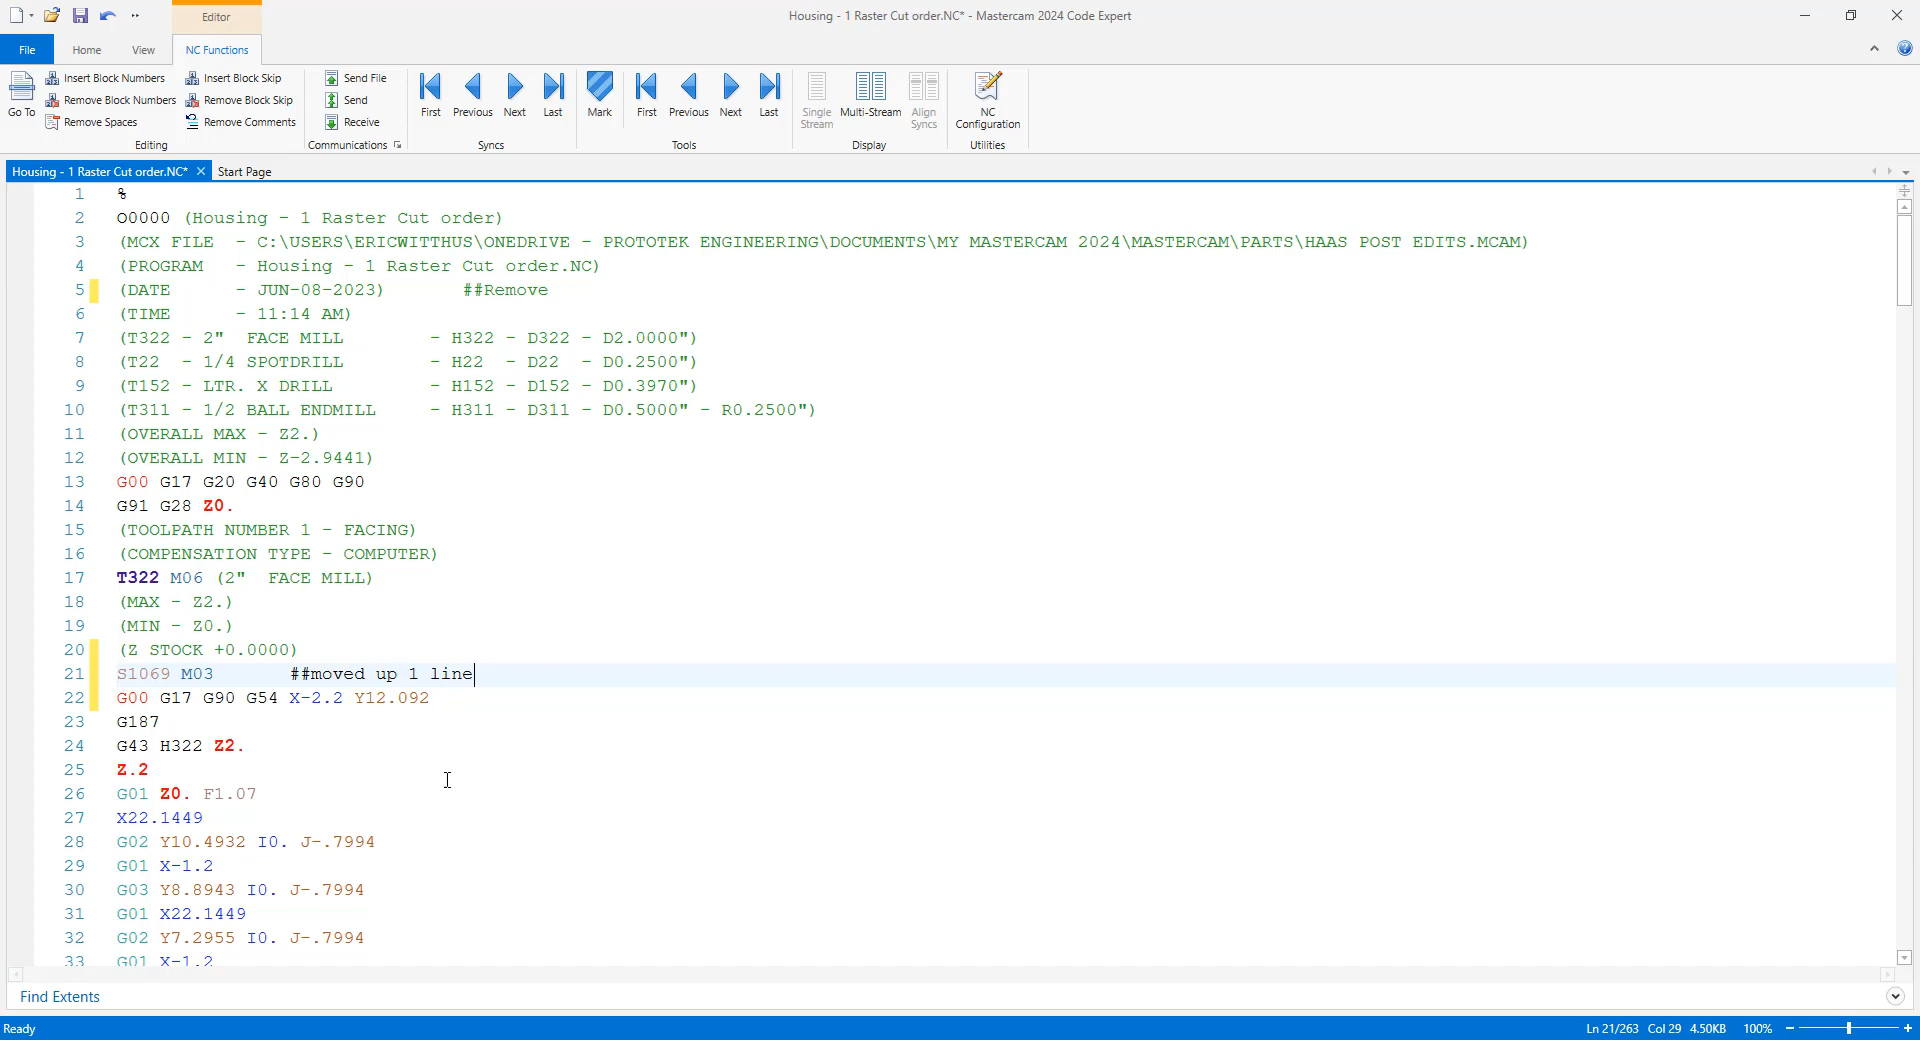 Editor
Housing - 1 Raster Cut order.NC* - Mastercam 2024 Code Expert
File Home View NC Functions
Go To
Insert Block Numbers
Remove Block Numbers
Remove Spaces
Insert Block Skip
Remove Block Skip
Remove Comments
Editing
Send File
Send
Receive
Communications
First Previous Next Last
Syncs
Mark First Previous Next Last
Tools
Single Stream
Multi-Stream
Align Syncs
Display
NC Configuration
Utilities
Housing - 1 Raster Cut order.NC* Start Page
1 %
2 O0000 (Housing - 1 Raster Cut order)
3 (MCX FILE - C:\USERS\ERICWITTHUS\ONEDRIVE - PROTOTEK ENGINEERING\DOCUMENTS\MY MASTERCAM 2024\MASTERCAM\PARTS\HAAS POST EDITS.MCAM)
4 (PROGRAM - Housing - 1 Raster Cut order.NC)
5 (DATE - JUN-08-2023) ##Remove
6 (TIME - 11:14 AM)
7 (T322 - 2" FACE MILL - H322 - D322 - D2.0000")
8 (T22 - 1/4 SPOTDRILL - H22 - D22 - D0.2500")
9 (T152 - LTR. X DRILL - H152 - D152 - D0.3970")
10 (T311 - 1/2 BALL ENDMILL - H311 - D311 - D0.5000" - R0.2500")
11 (OVERALL MAX - Z2.)
12 (OVERALL MIN - Z-2.9441)
13 G00 G17 G20 G40 G80 G90
14 G91 G28 Z0.
15 (TOOLPATH NUMBER 1 - FACING)
16 (COMPENSATION TYPE - COMPUTER)
17 T322 M06 (2" FACE MILL)
18 (MAX - Z2.)
19 (MIN - Z0.)
20 (Z STOCK +0.0000)
21 S1069 M03 ##moved up 1 line
22 G00 G17 G90 G54 X-2.2 Y12.092
23 G187
24 G43 H322 Z2.
25 Z.2
26 G01 Z0. F1.07
27 X22.1449
28 G02 Y10.4932 I0. J-.7994
29 G01 X-1.2
30 G03 Y8.8943 I0. J-.7994
31 G01 X22.1449
32 G02 Y7.2955 I0. J-.7994
33 G01 X-1.2
Find Extents
Ready
Ln 21/263 Col 29 4.50KB 100%